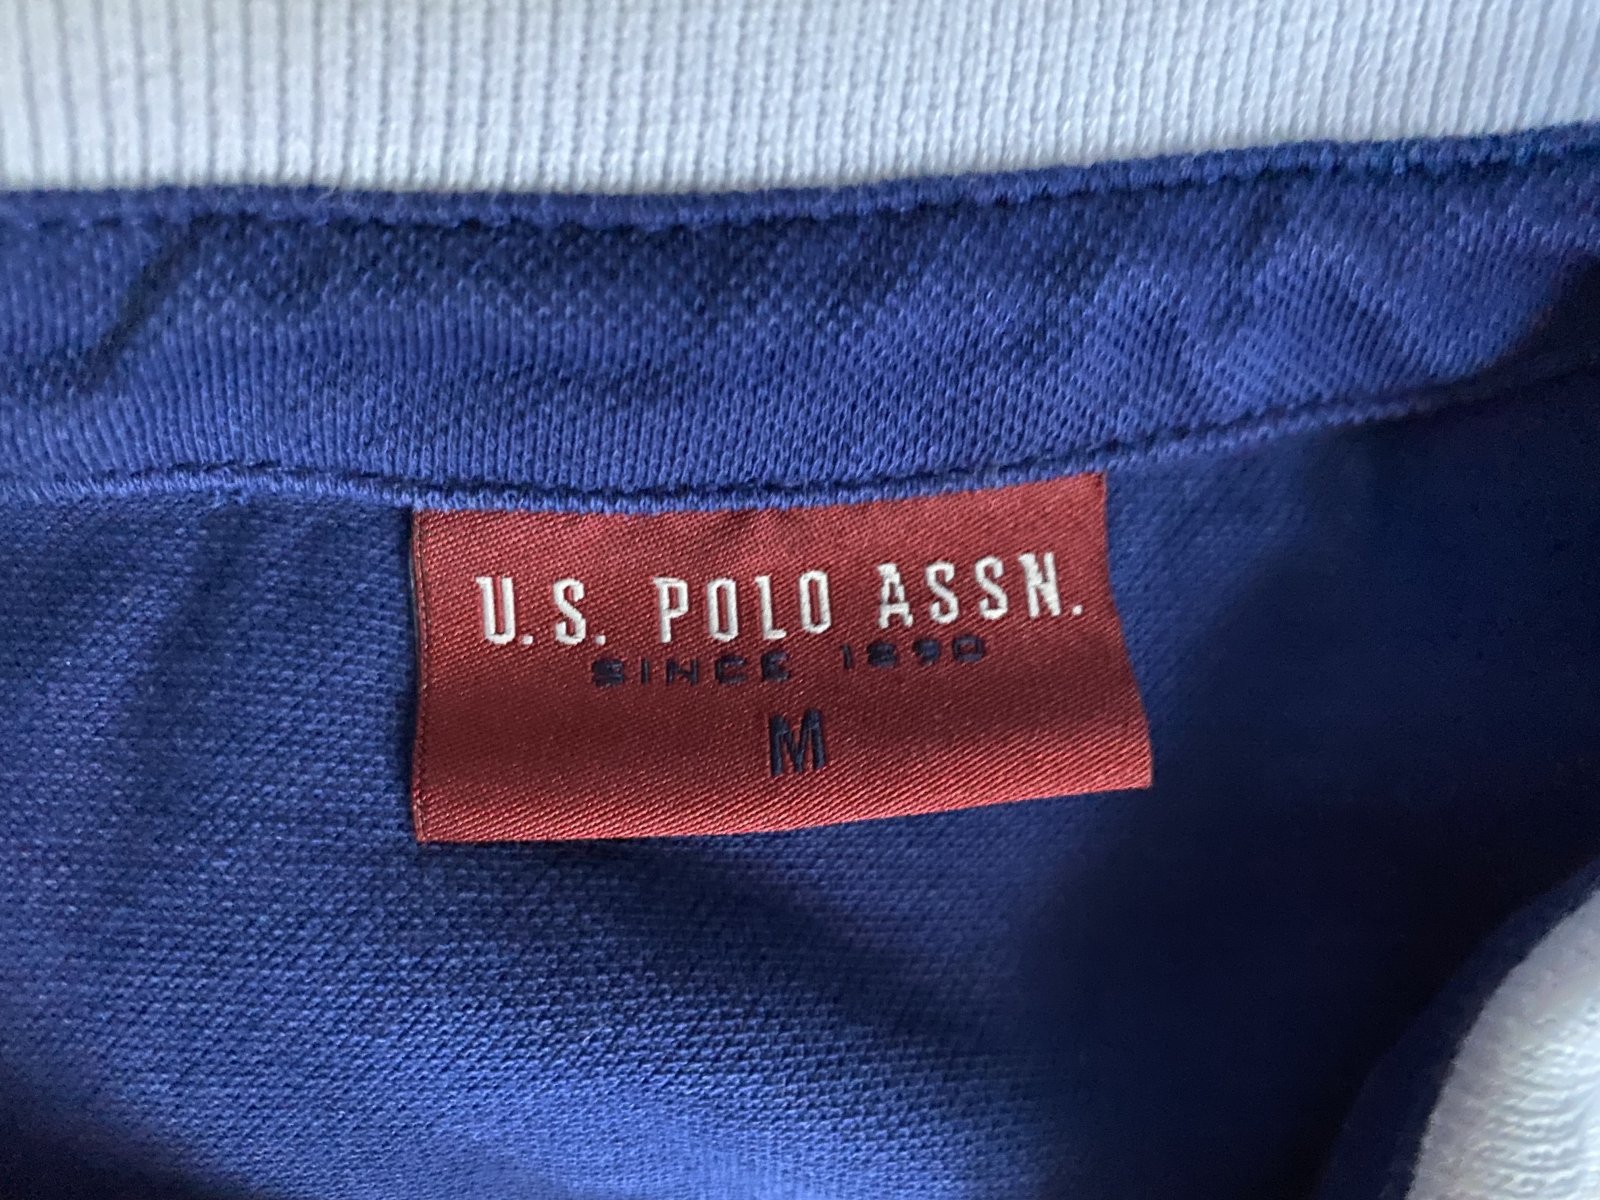 U.S. POLO ASSN.
SINCE 1890
M